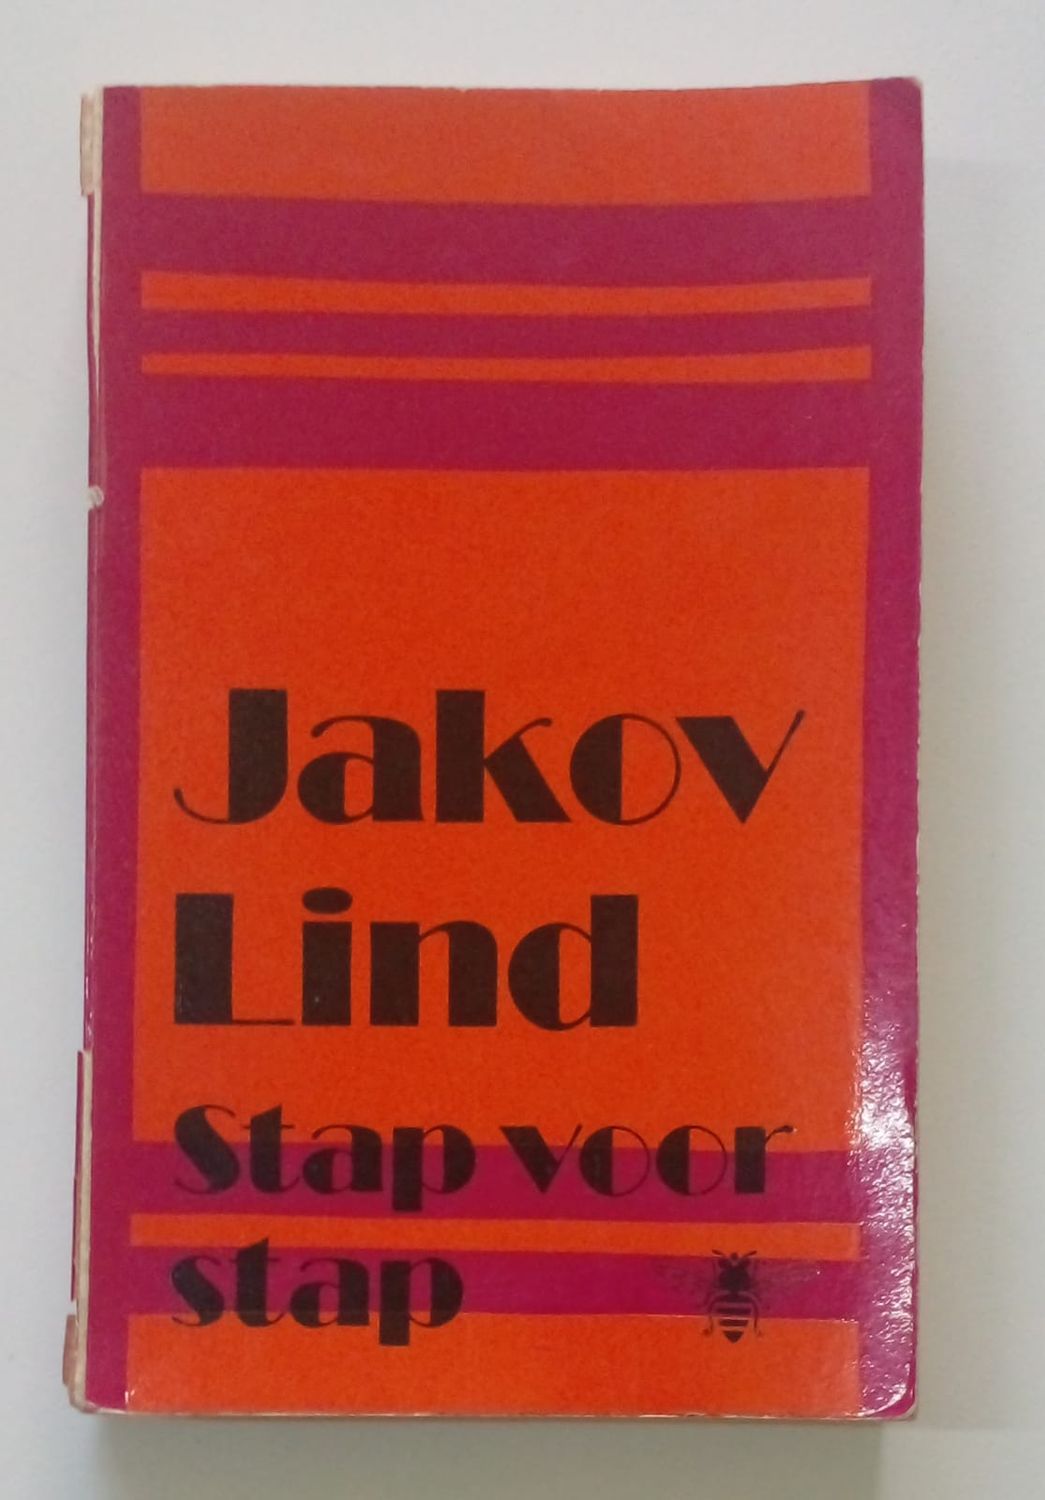 Jakov
Lind
Stap voor
stap